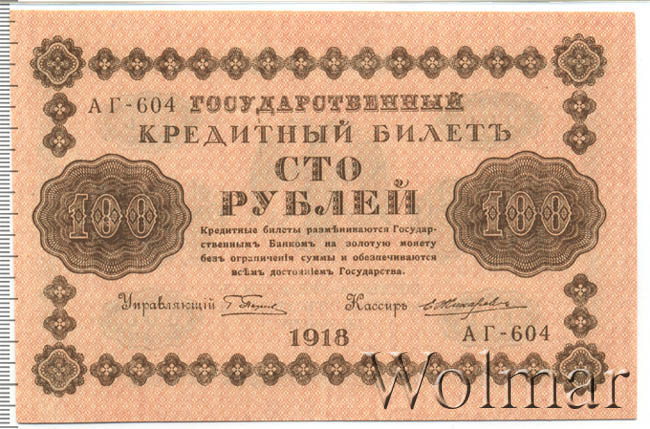 АГ-604 ГОСУДАРСТВЕННЫЙ
КРЕДИТНЫЙ БИЛЕТЪ
СТО
РУБЛЕЙ
100 100
Кредитные билеты размѣниваются Государ-
ственнымъ Банкомъ на золотую монету
безъ ограниченія суммы и обезпечиваются
всѣмъ достояніемъ Государства.
Управляющій Кассиръ
1918 АГ-604
Wolmar